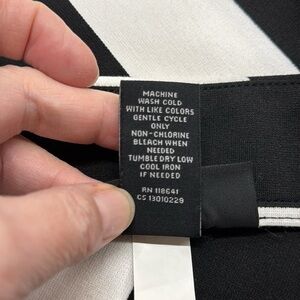 MACHINE
WASH COLD
WITH LIKE COLORS
GENTLE CYCLE
ONLY
NON-CHLORINE
BLEACH WHEN
NEEDED
TUMBLE DRY LOW
COOL IRON
IF NEEDED
RN 118641
CS 13010229